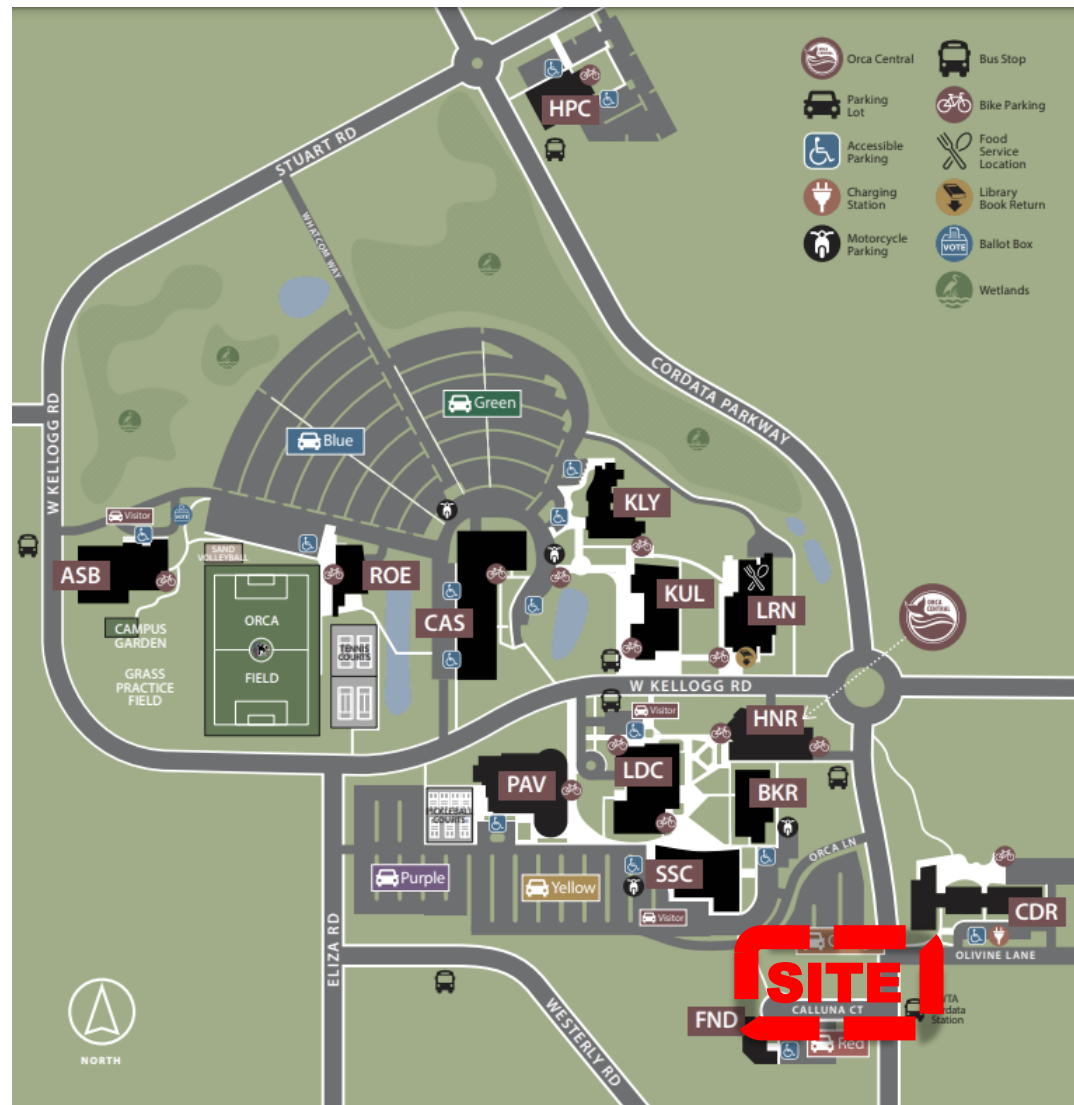 Orca Central
Bus Stop
Parking
Lot
Bike Parking
Accessible
Parking
Food
Service
Location
Charging
Station
Library
Book Return
Motorcycle
Parking
VOTE
Ballot Box
Wetlands
HPC
STUART RD
WHATCOM WAY
CORDATA PARKWAY
W KELLOGG RD
Green
Blue
KLY
Visitor
SAND
VOLLEYBALL
ASB
ROE
CAS
KUL
LRN
ORCA
FIELD
CAMPUS
GARDEN
GRASS
PRACTICE
FIELD
TENNIS
COURTS
ORCA
CENTRAL
W KELLOGG RD
Visitor
HNR
PAV
LDC
BKR
COURTS
ORCA LN
SSC
Purple
Yellow
Visitor
CDR
ELIZA RD
OLIVINE LANE
SITE
WESTERLY RD
CALLUNA CT
FND
Station
Red
NORTH